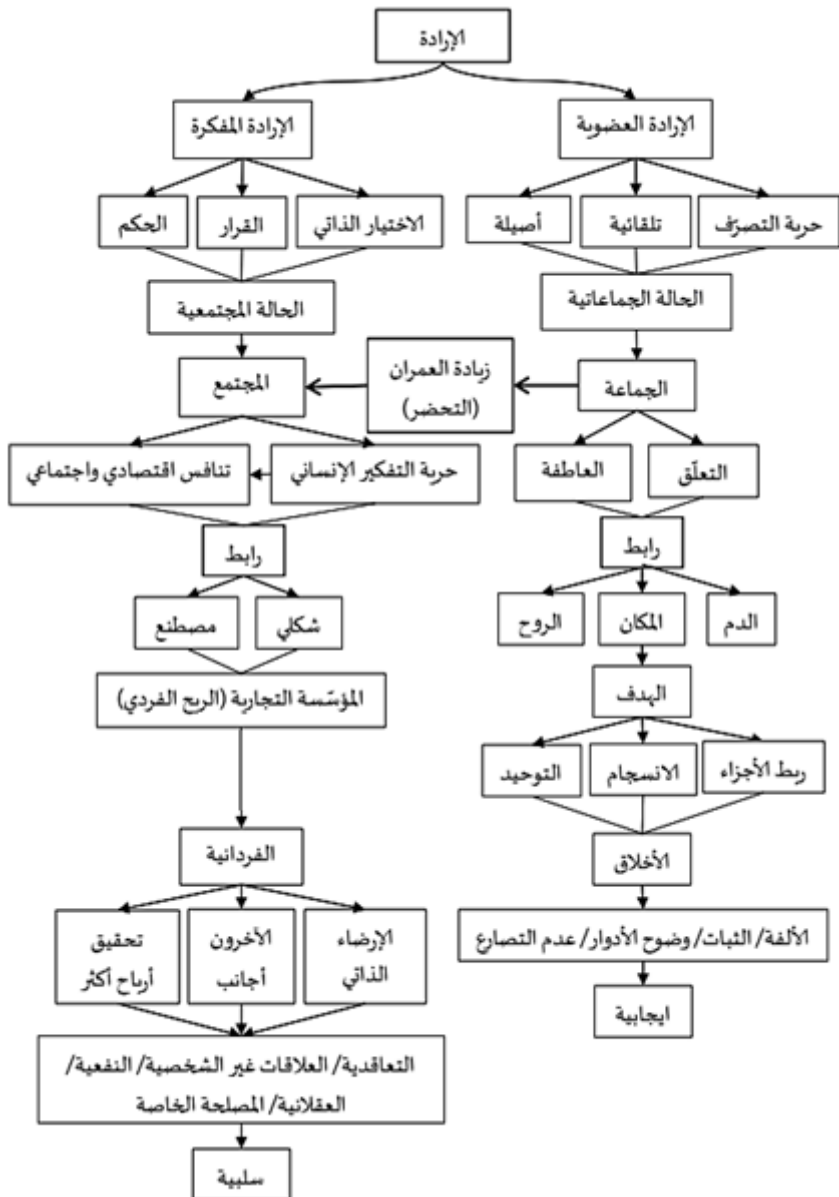 الإرادة
الإرادة العضوية
الإرادة المفكرة
حرية التصرّف
تلقائية
أصيلة
الاختيار الذاتي
القرار
الحكم
الحالة الجماعاتية
الحالة المجتمعية
الجماعة
زيادة العمران
(التحضر)
المجتمع
التعلّق
العاطفة
حرية التفكير الإنساني
تنافس اقتصادي واجتماعي
رابط
رابط
الدم
المكان
الروح
شكلي
مصطنع
الهدف
المؤسّسة التجارية (الربح الفردي)
ربط الأجزاء
الانسجام
التوحيد
الأخلاق
الفردانية
الألفة/ الثبات/ وضوح الأدوار/ عدم التصارع
الإرضاء
الذاتي
الأخرون
أجانب
تحقيق
أرباح أكثر
ايجابية
التعاقدية/ العلاقات غير الشخصية/ النفعية/
العقلانية/ المصلحة الخاصة
سلبية